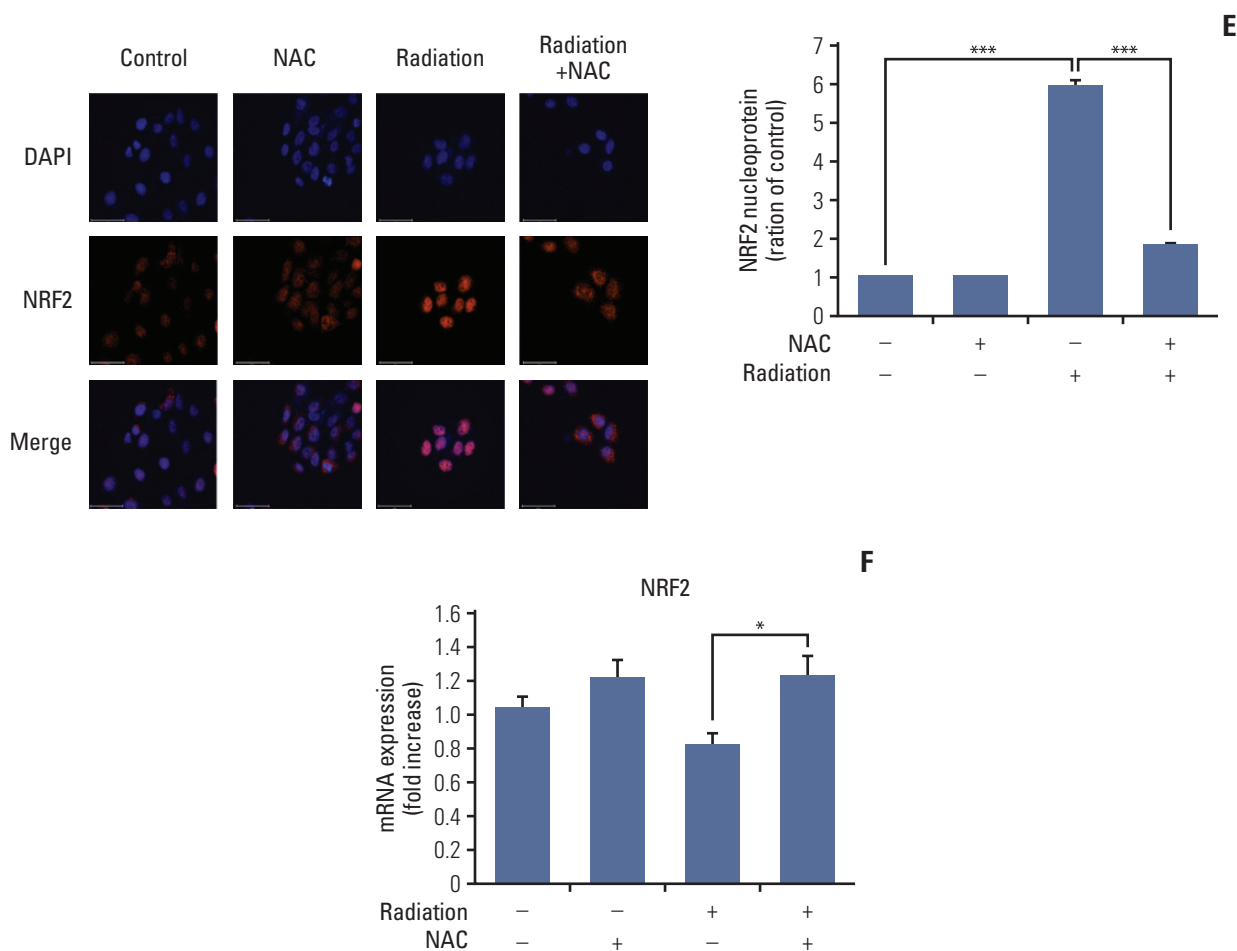 Control
NAC
Radiation
Radiation
+NAC
DAPI
NRF2
Merge
E
7
6
5
4
3
2
1
0
NRF2 nucleoprotein
(ration of control)
***
***
NAC − + − +
Radiation − − + +
F
NRF2
1.6
1.4
1.2
1.0
0.8
0.6
0.4
0.2
0
mRNA expression
(fold increase)
*
Radiation − − + +
NAC − + − +